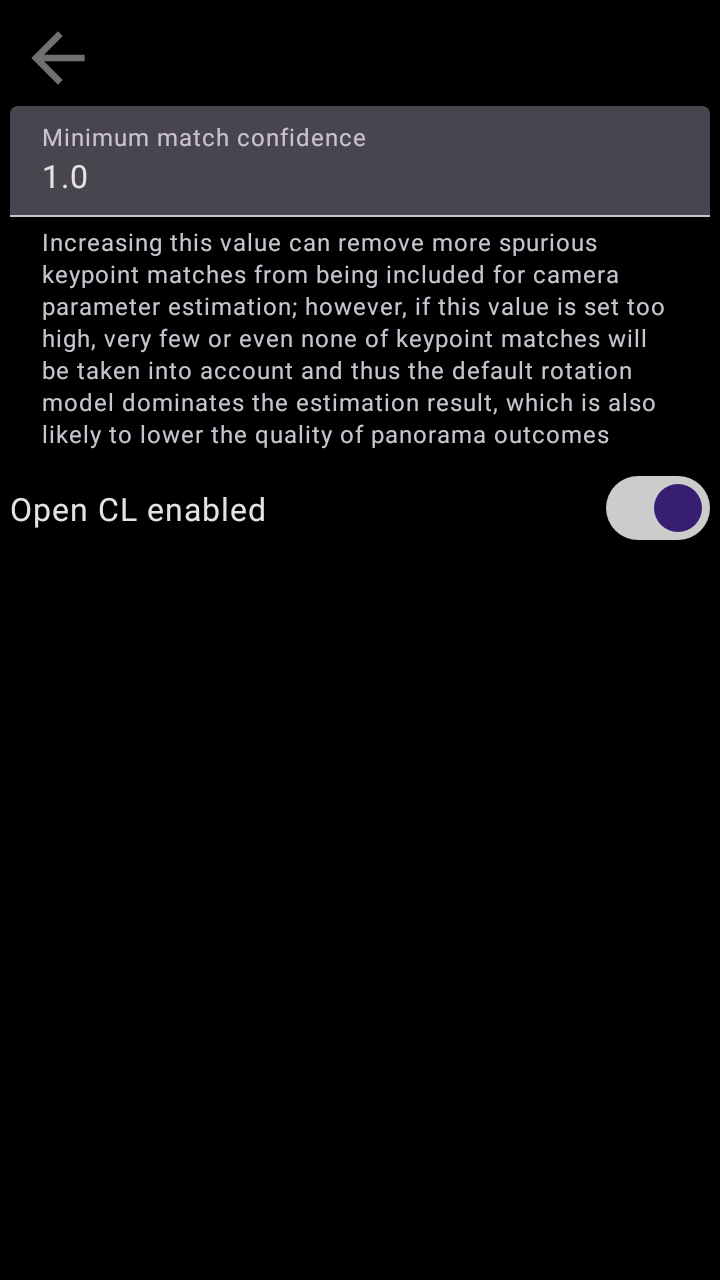 Minimum match confidence
1.0
Increasing this value can remove more spurious
keypoint matches from being included for camera
parameter estimation; however, if this value is set too
high, very few or even none of keypoint matches will
be taken into account and thus the default rotation
model dominates the estimation result, which is also
likely to lower the quality of panorama outcomes
Open CL enabled